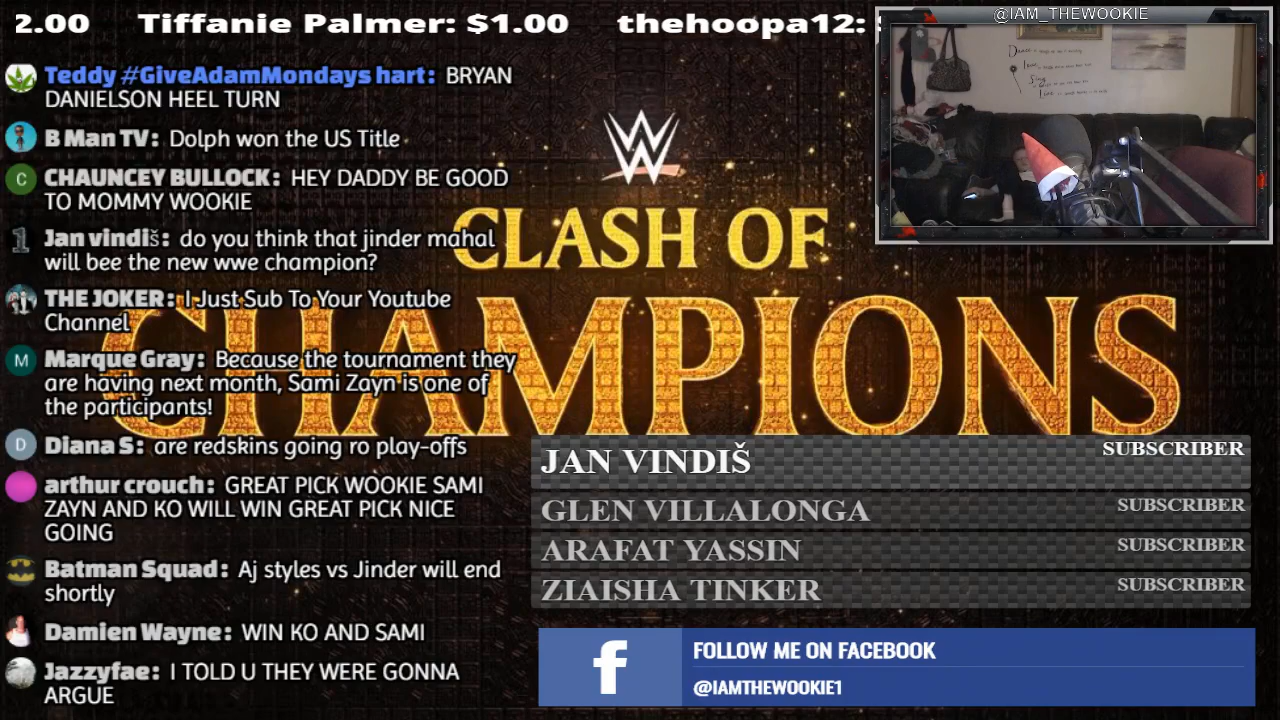 2.00 Tiffanie Palmer: $1.00 thehoopa12:
@IAM_THEWOOKIE
Teddy #GiveAdamMondays hart: BRYAN
DANIELSON HEEL TURN
B Man TV: Dolph won the US Title
C
CHAUNCEY BULLOCK: HEY DADDY BE GOOD
TO MOMMY WOOKIE
1
Jan vindiš: do you think that jinder mahal
will bee the new wwe champion?
THE JOKER: I Just Sub To Your Youtube
Channel
M
Marque Gray: Because the tournament they
are having next month, Sami Zayn is one of
the participants!
D
Diana S: are redskins going ro play-offs
arthur crouch: GREAT PICK WOOKIE SAMI
ZAYN AND KO WILL WIN GREAT PICK NICE
GOING
Batman Squad: Aj styles vs Jinder will end
shortly
Damien Wayne: WIN KO AND SAMI
Jazzyfae: I TOLD U THEY WERE GONNA
ARGUE
W
CLASH OF
CHAMPIONS
JAN VINDIŠ SUBSCRIBER
GLEN VILLALONGA SUBSCRIBER
ARAFAT YASSIN SUBSCRIBER
ZIAISHA TINKER SUBSCRIBER
f
FOLLOW ME ON FACEBOOK
@IAMTHEWOOKIE1